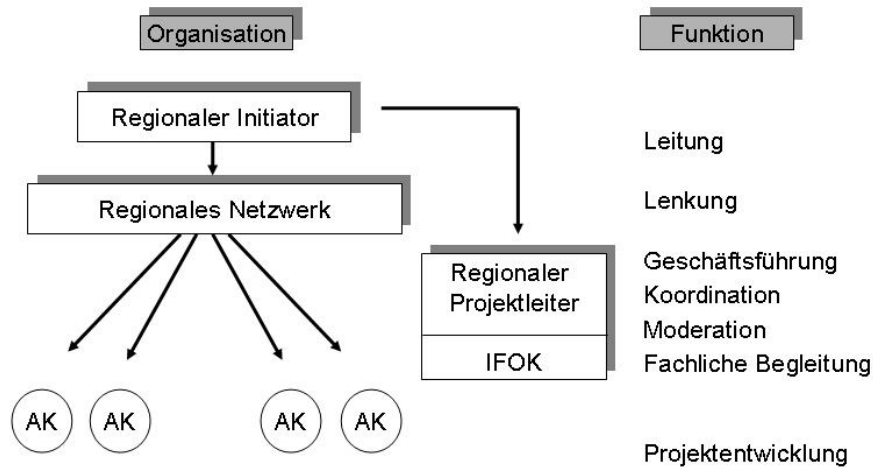 Organisation
Funktion
Regionaler Initiator
Leitung
Regionales Netzwerk
Lenkung
Regionaler
Projektleiter
IFOK
Geschäftsführung
Koordination
Moderation
Fachliche Begleitung
AK
AK
AK
AK
Projektentwicklung